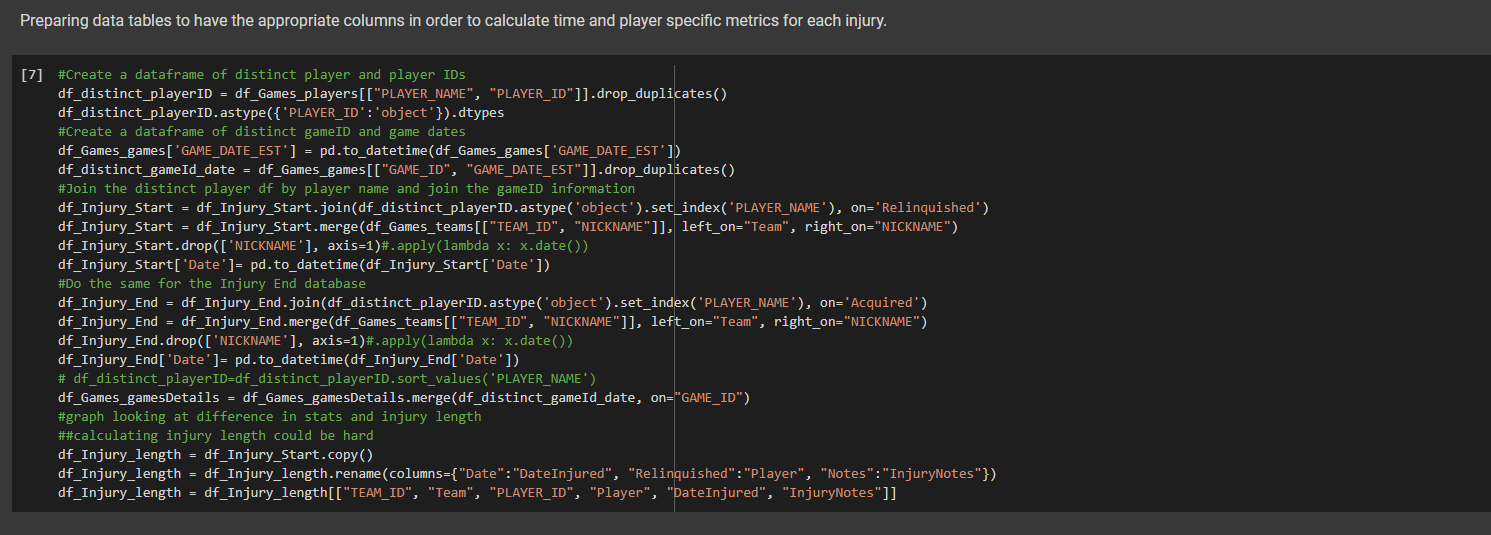 Preparing data tables to have the appropriate columns in order to calculate time and player specific metrics for each injury.
[7] #Create a dataframe of distinct player and player IDs
df_distinct_playerID = df_Games_players[["PLAYER_NAME", "PLAYER_ID"]].drop_duplicates()
df_distinct_playerID.astype({'PLAYER_ID':'object'}).dtypes
#Create a dataframe of distinct gameID and game dates
df_Games_games['GAME_DATE_EST'] = pd.to_datetime(df_Games_games['GAME_DATE_EST'])
df_distinct_gameId_date = df_Games_games[["GAME_ID", "GAME_DATE_EST"]].drop_duplicates()
#Join the distinct player df by player name and join the gameID information
df_Injury_Start = df_Injury_Start.join(df_distinct_playerID.astype('object').set_index('PLAYER_NAME'), on='Relinquished')
df_Injury_Start = df_Injury_Start.merge(df_Games_teams[["TEAM_ID", "NICKNAME"]], left_on="Team", right_on="NICKNAME")
df_Injury_Start.drop(['NICKNAME'], axis=1)#.apply(lambda x: x.date())
df_Injury_Start['Date']= pd.to_datetime(df_Injury_Start['Date'])
#Do the same for the Injury End database
df_Injury_End = df_Injury_End.join(df_distinct_playerID.astype('object').set_index('PLAYER_NAME'), on='Acquired')
df_Injury_End = df_Injury_End.merge(df_Games_teams[["TEAM_ID", "NICKNAME"]], left_on="Team", right_on="NICKNAME")
df_Injury_End.drop(['NICKNAME'], axis=1)#.apply(lambda x: x.date())
df_Injury_End['Date']= pd.to_datetime(df_Injury_End['Date'])
# df_distinct_playerID=df_distinct_playerID.sort_values('PLAYER_NAME')
df_Games_gamesDetails = df_Games_gamesDetails.merge(df_distinct_gameId_date, on="GAME_ID")
#graph looking at difference in stats and injury length
##calculating injury length could be hard
df_Injury_length = df_Injury_Start.copy()
df_Injury_length = df_Injury_length.rename(columns={"Date":"DateInjured", "Relinquished":"Player", "Notes":"InjuryNotes"})
df_Injury_length = df_Injury_length[["TEAM_ID", "Team", "PLAYER_ID", "Player", "DateInjured", "InjuryNotes"]]